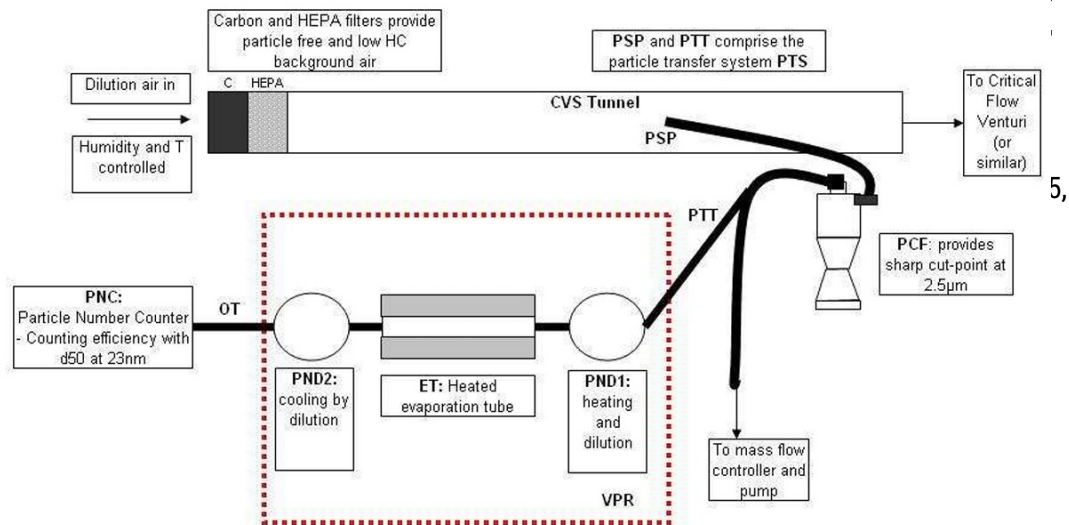 Carbon and HEPA filters provide
particle free and low HC
background air
PSP and PTT comprise the
particle transfer system PTS
Dilution air in
C
HEPA
CVS Tunnel
To Critical
Flow
Venturi
(or
similar)
Humidity and T
controlled
PSP
5,
PTT
PCF: provides
sharp cut-point at
2.5µm
PNC:
Particle Number Counter
- Counting efficiency with
d50 at 23nm
OT
PND2:
cooling by
dilution
ET: Heated
evaporation tube
PND1:
heating
and
dilution
To mass flow
controller and
pump
VPR